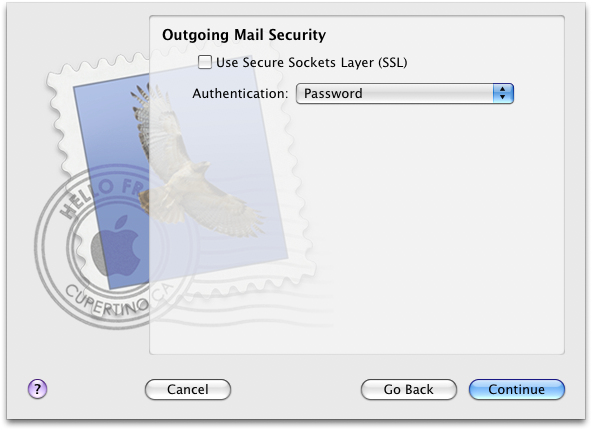 Outgoing Mail Security
Use Secure Sockets Layer (SSL)
Authentication: Password
HELLO FR
CUPERTINO CA
? Cancel Go Back Continue